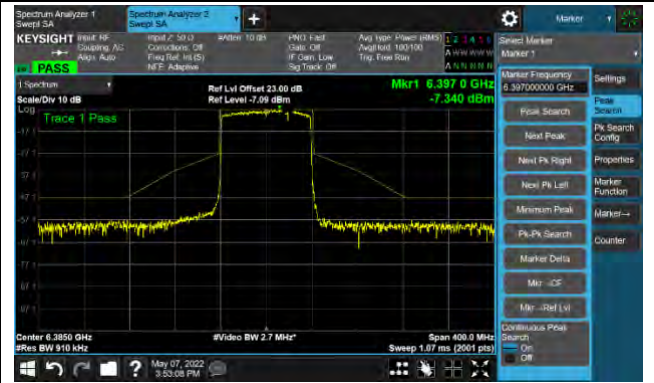 Spectrum Analyzer 1
Swept SA
Spectrum Analyzer 2
Swept SA
+
Marker
KEYSIGHT
Input: RF
Coupling: AC
Align: Auto
Input Z: 50 Ω
Corrections: Off
Freq Ref: Int (S)
NFE: Adaptive
#Atten: 10 dB
PNO: Fast
Gate: Off
IF Gain: Low
Sig Track: Off
Avg Type: Power (RMS)
Avg|Hold: 100/100
Trig: Free Run
1 2 3 4 5 6
A W W W W W
A N N N N N
PASS
Select Marker
Marker 1
1 Spectrum
Scale/Div 10 dB
Ref Lvl Offset 23.00 dB
Ref Level -7.09 dBm
Mkr1 6.397 0 GHz
-7.340 dBm
Log
Trace 1 Pass
Marker Frequency
6.397000000 GHz
Peak Search
Next Peak
Next Pk Right
Next Pk Left
Minimum Peak
Pk-Pk Search
Marker Delta
Mkr→CF
Mkr→Ref Lvl
Continuous Peak
Search
On
Off
Settings
Peak
Search
Pk Search
Config
Properties
Marker
Function
Marker→
Counter
Center 6.3850 GHz
#Res BW 910 kHz
#Video BW 2.7 MHz*
Span 400.0 MHz
Sweep 1.07 ms (2001 pts)
?
May 07, 2022
3:53:08 PM